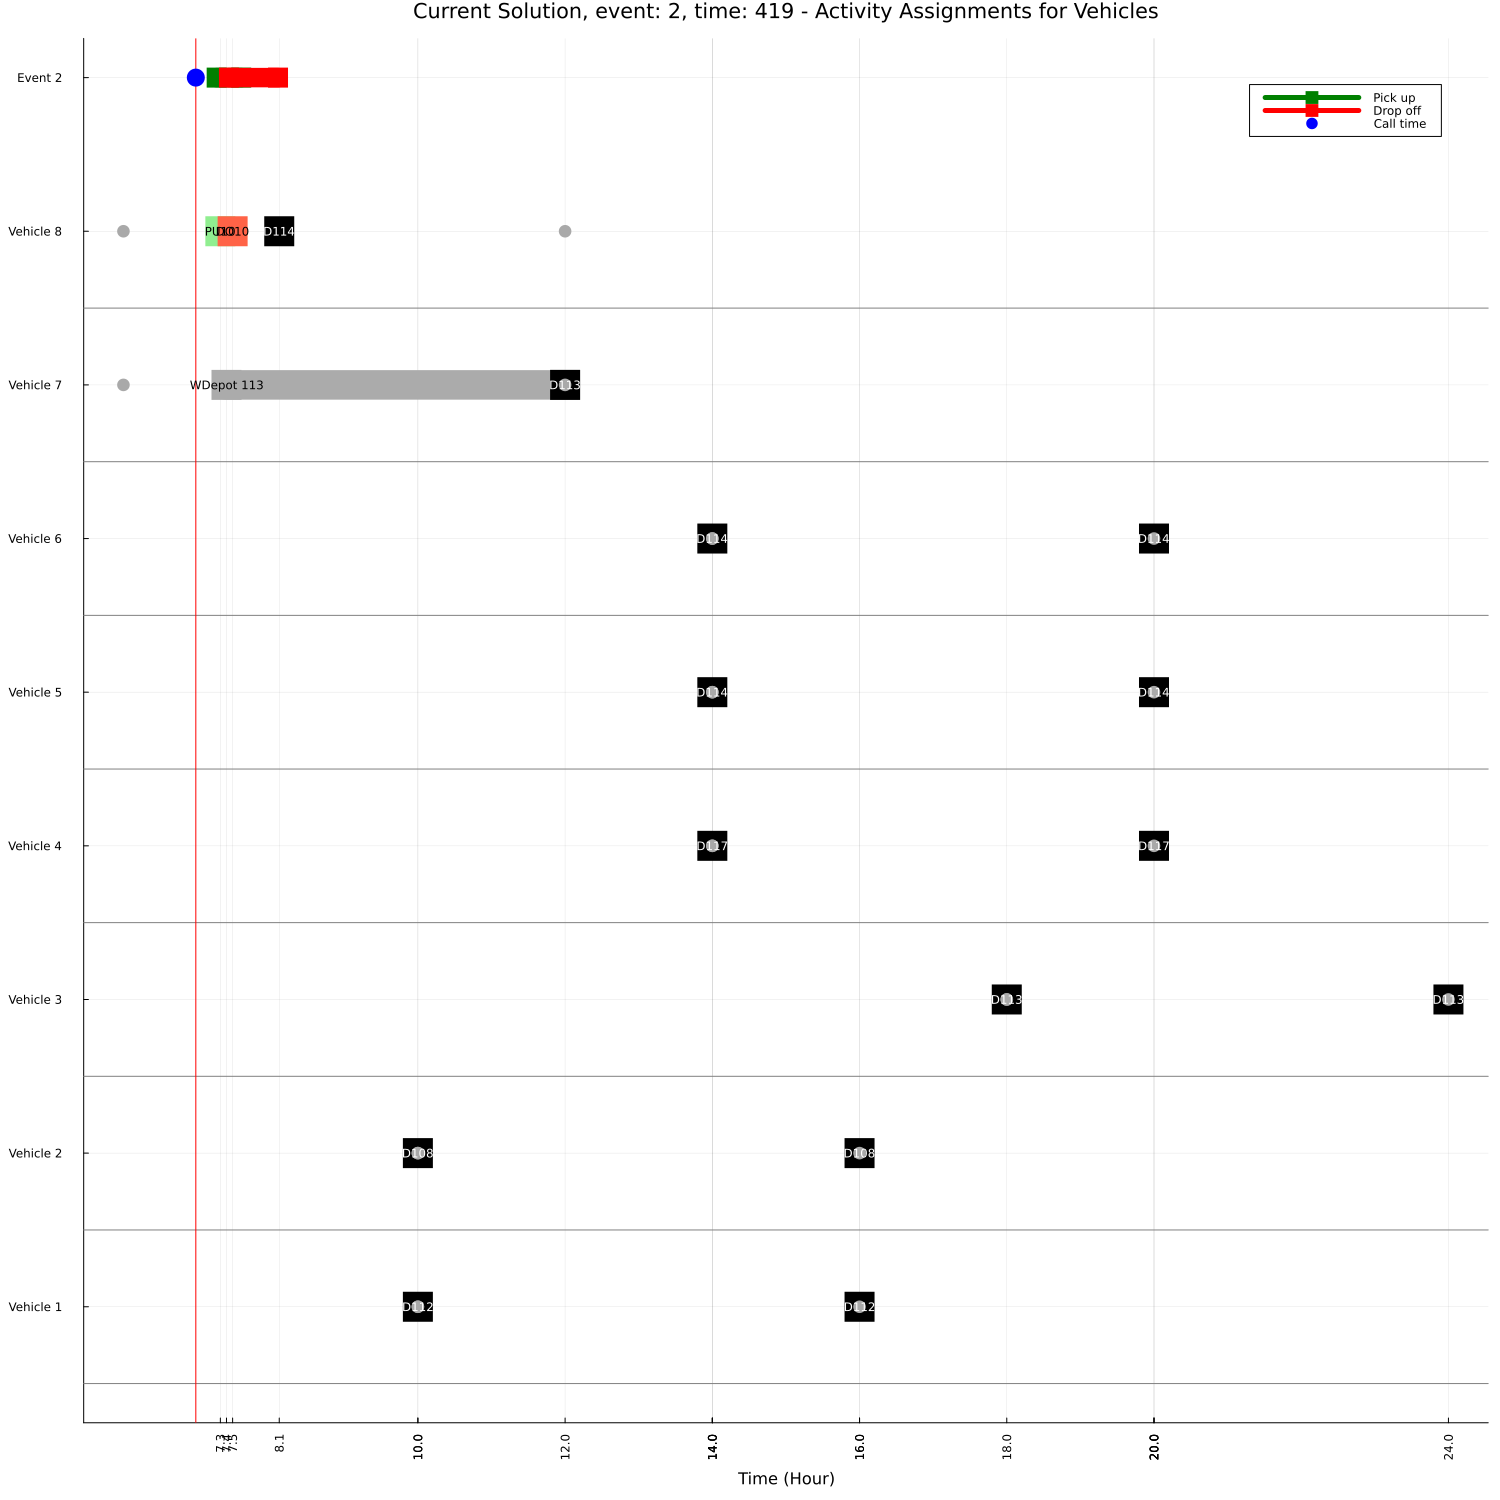 Current Solution, event: 2, time: 419 - Activity Assignments for Vehicles
Event 2
Pick up
Drop off
Call time
Vehicle 8
DO10
D114
Vehicle 7
WDepot 113
D113
Vehicle 6
D114
D114
Vehicle 5
D114
D114
Vehicle 4
D117
D117
Vehicle 3
D113
D113
Vehicle 2
D108
D108
Vehicle 1
D112
D112
7.3
7.5
8.1
10.0
12.0
14.0
16.0
18.0
20.0
24.0
Time (Hour)